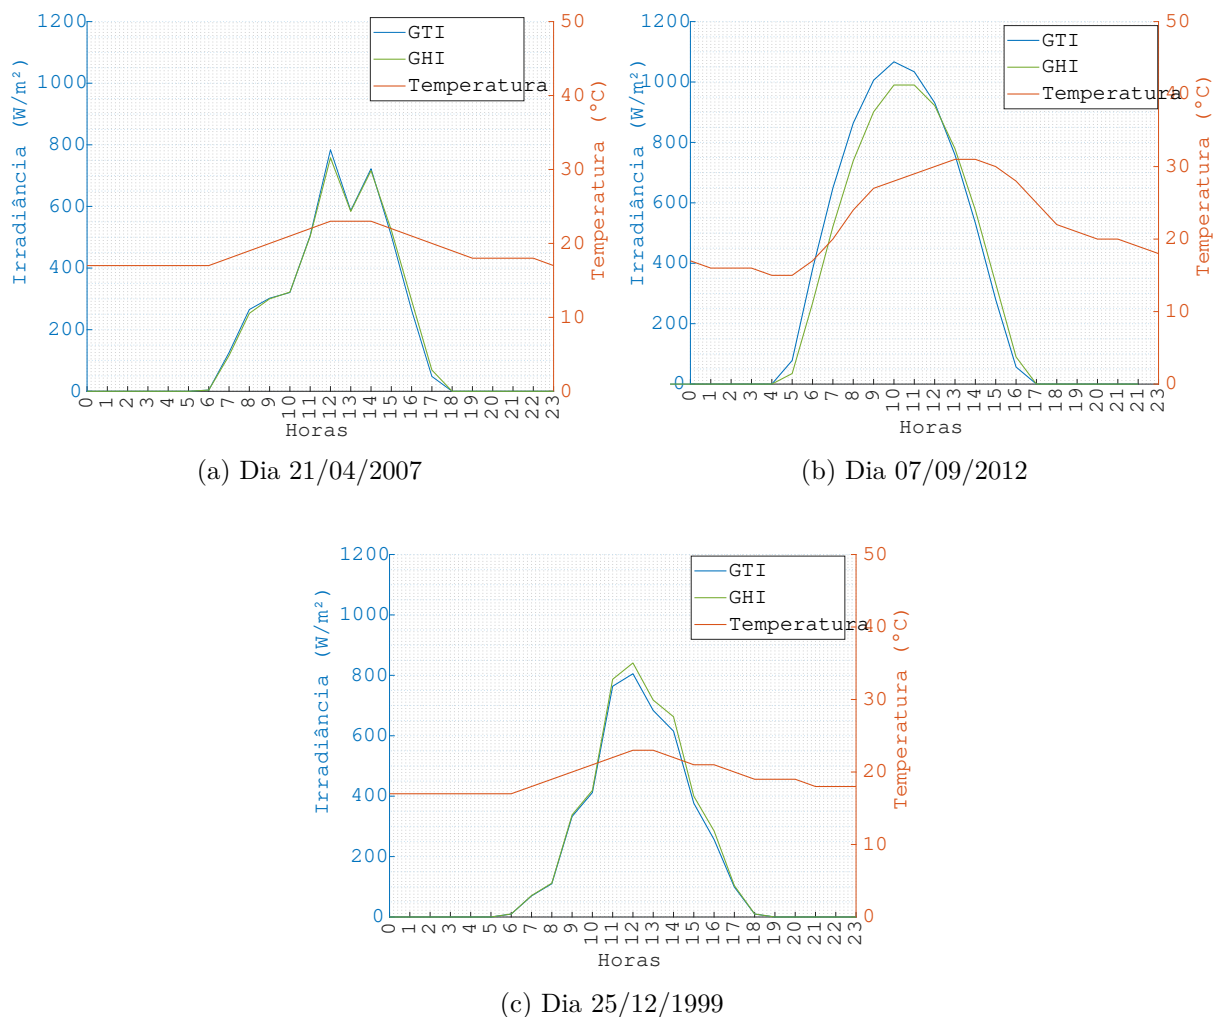 1200
1000
800
600
400
200
0
Irradiância (W/m²)
50
40
30
20
10
0
Temperatura (°C)
GTI
GHI
Temperatura
0 1 2 3 4 5 6 7 8 9 10 11 12 13 14 15 16 17 18 19 20 21 22 23
Horas
(a) Dia 21/04/2007
1200
1000
800
600
400
200
0
Irradiância (W/m²)
50
40
30
20
10
0
Temperatura (°C)
GTI
GHI
Temperatura
0 1 2 3 4 5 6 7 8 9 10 11 12 13 14 15 16 17 18 19 20 21 22 23
Horas
(b) Dia 07/09/2012
1200
1000
800
600
400
200
0
Irradiância (W/m²)
50
40
30
20
10
0
Temperatura (°C)
GTI
GHI
Temperatura
0 1 2 3 4 5 6 7 8 9 10 11 12 13 14 15 16 17 18 19 20 21 22 23
Horas
(c) Dia 25/12/1999